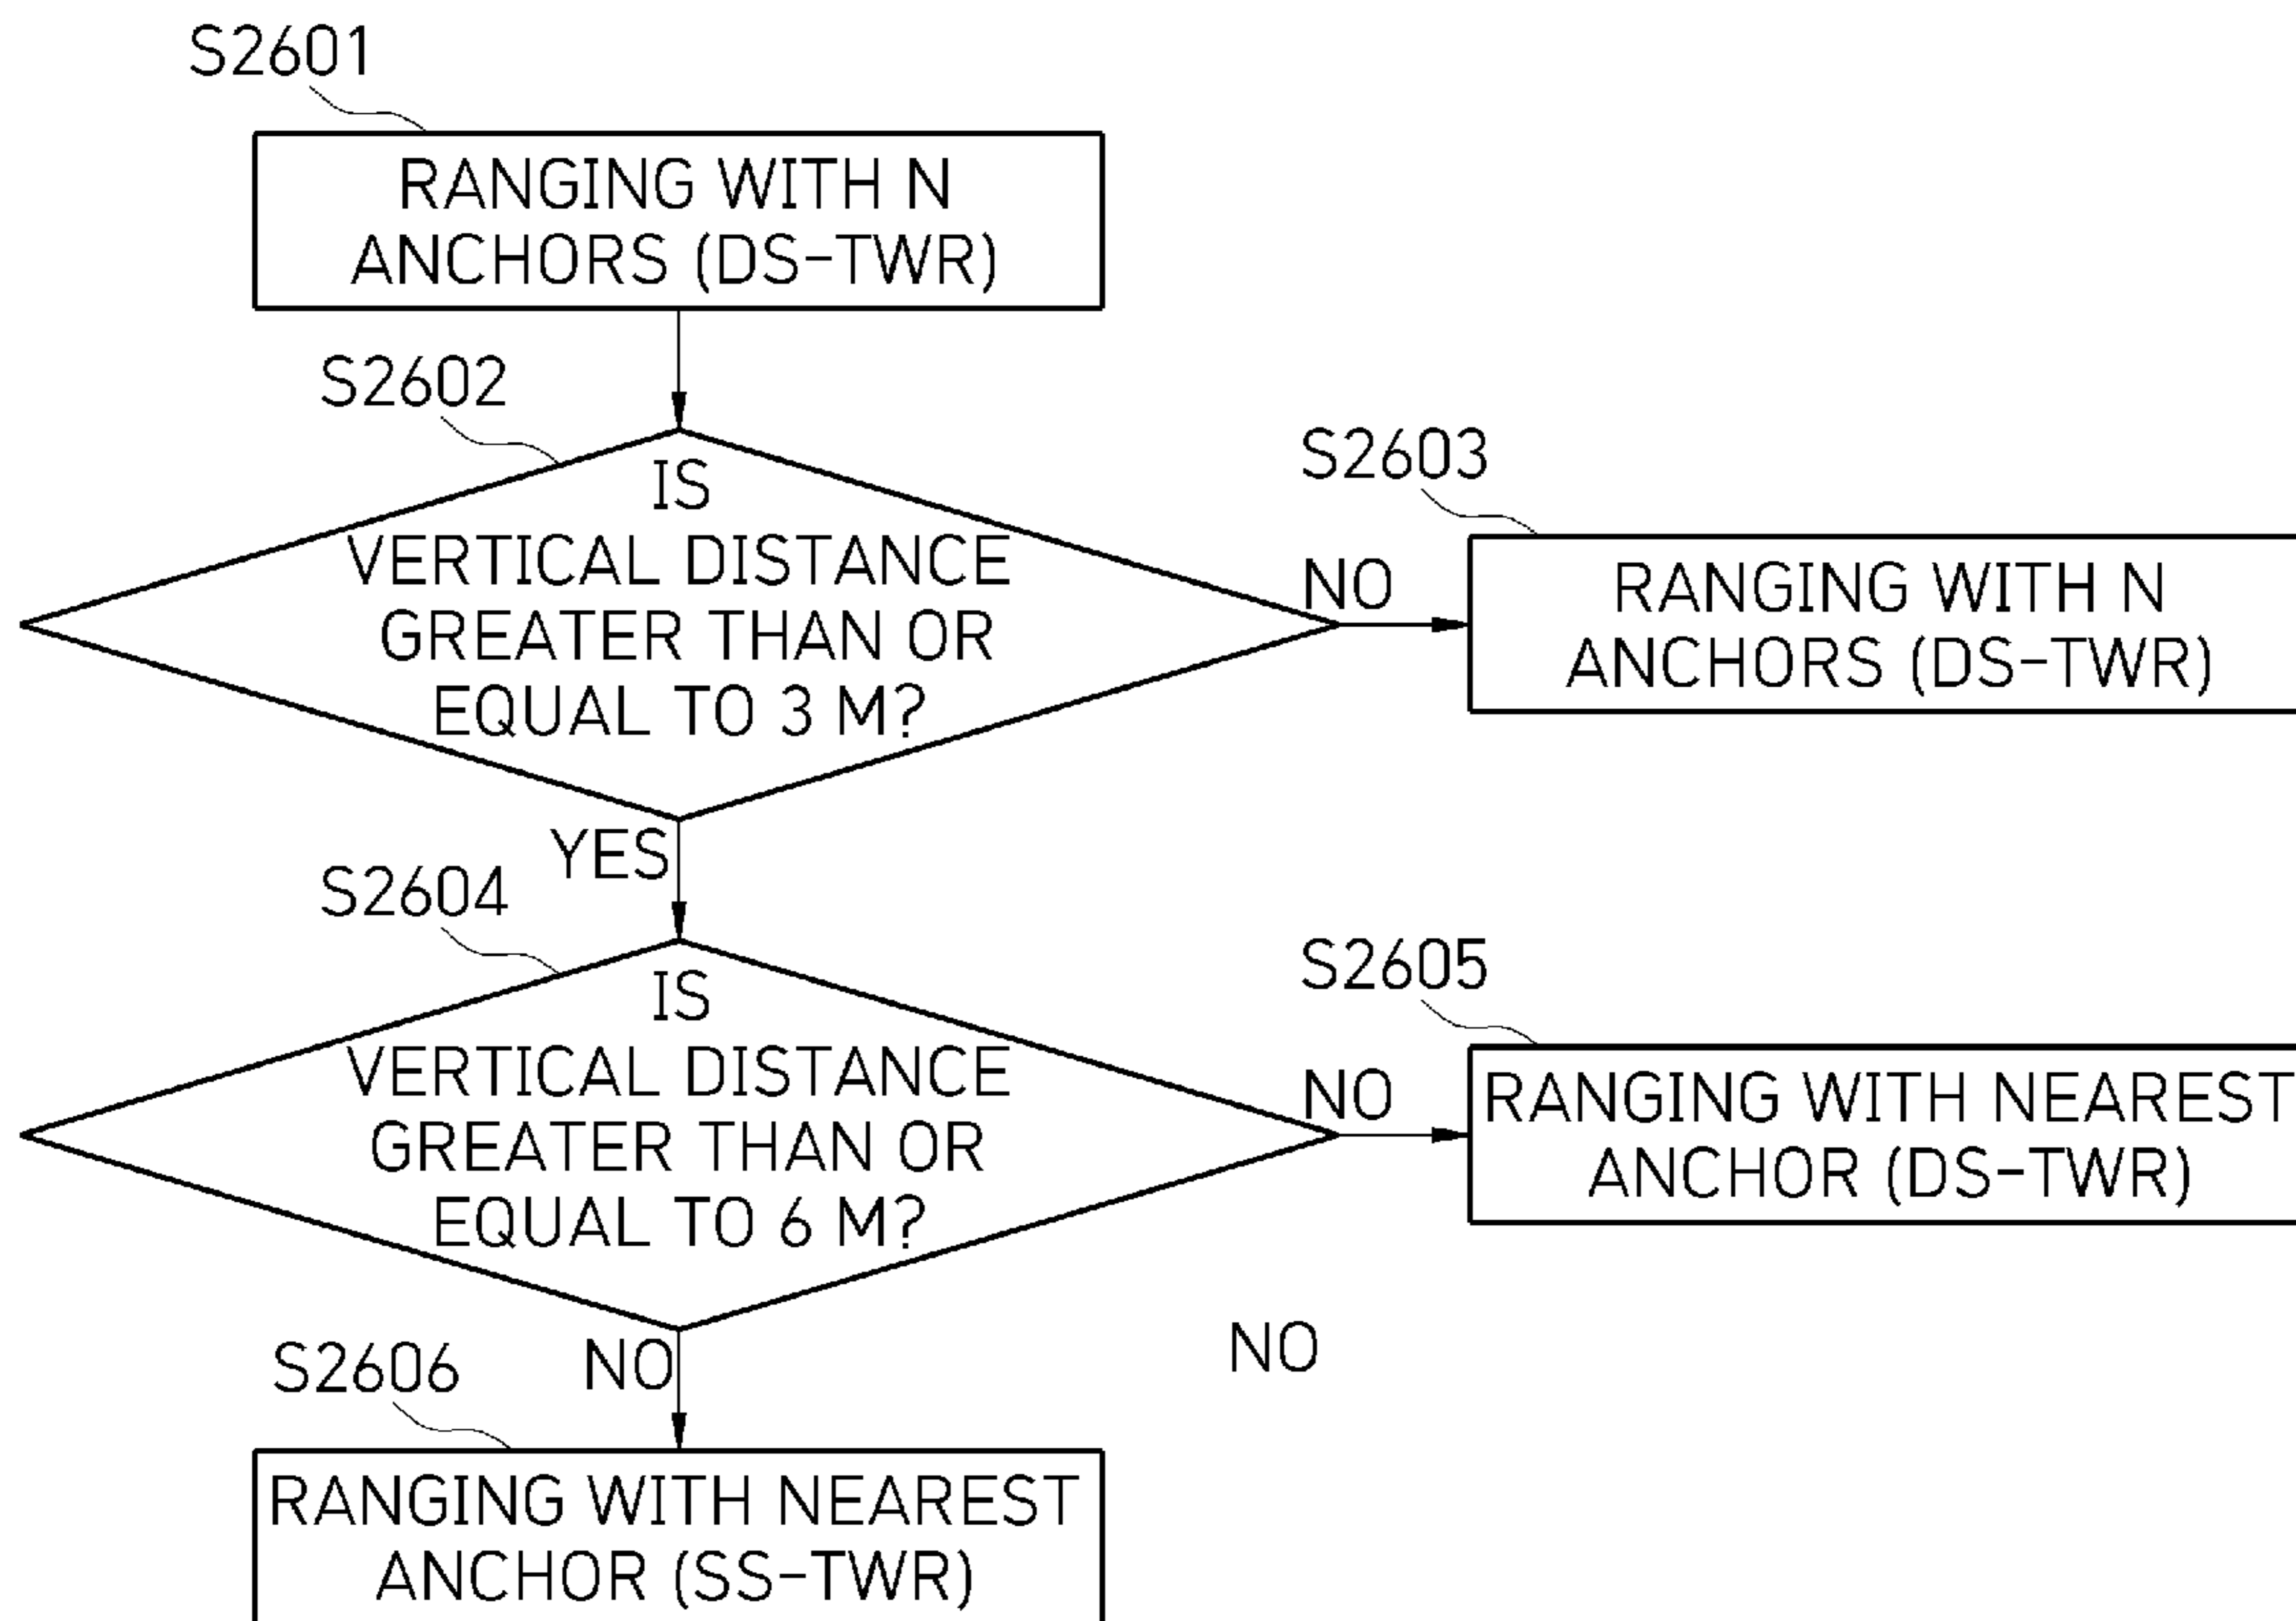 S2601
RANGING WITH N
ANCHORS (DS-TWR)
S2602
IS
VERTICAL DISTANCE
GREATER THAN OR
EQUAL TO 3 M?
NO
S2603
RANGING WITH N
ANCHORS (DS-TWR)
YES
S2604
IS
VERTICAL DISTANCE
GREATER THAN OR
EQUAL TO 6 M?
NO
S2605
RANGING WITH NEAREST
ANCHOR (DS-TWR)
NO
NO
S2606
RANGING WITH NEAREST
ANCHOR (SS-TWR)